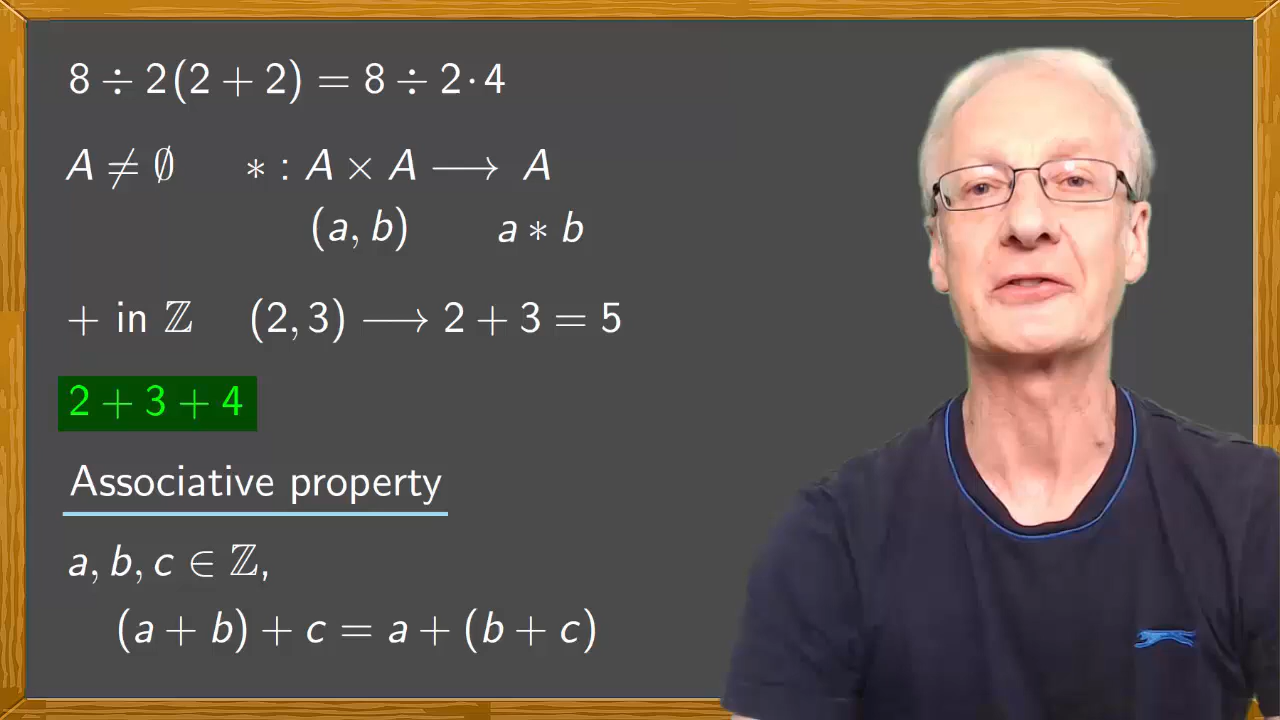 8 ÷ 2(2 + 2) = 8 ÷ 2 · 4
A ≠ ∅ ∗ : A × A ⟶ A
(a, b) a ∗ b
+ in ℤ (2, 3) ⟶ 2 + 3 = 5
2 + 3 + 4
Associative property
a, b, c ∈ ℤ,
(a + b) + c = a + (b + c)